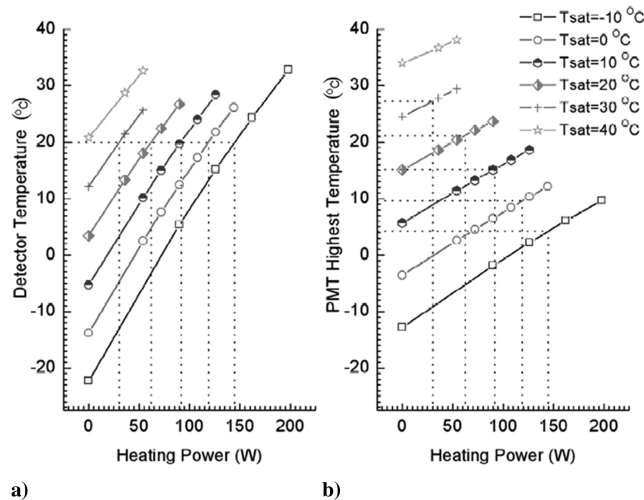 40
30
20
10
0
-10
-20
Detector Temperature (°c)
0 50 100 150 200
Heating Power (W)
a)
40
30
20
10
0
-10
-20
PMT Highest Temperature (°c)
0 50 100 150 200
Heating Power (W)
b)
Tsat=-10 °C
Tsat=0 °C
Tsat=10 °C
Tsat=20 °C
Tsat=30 °C
Tsat=40 °C